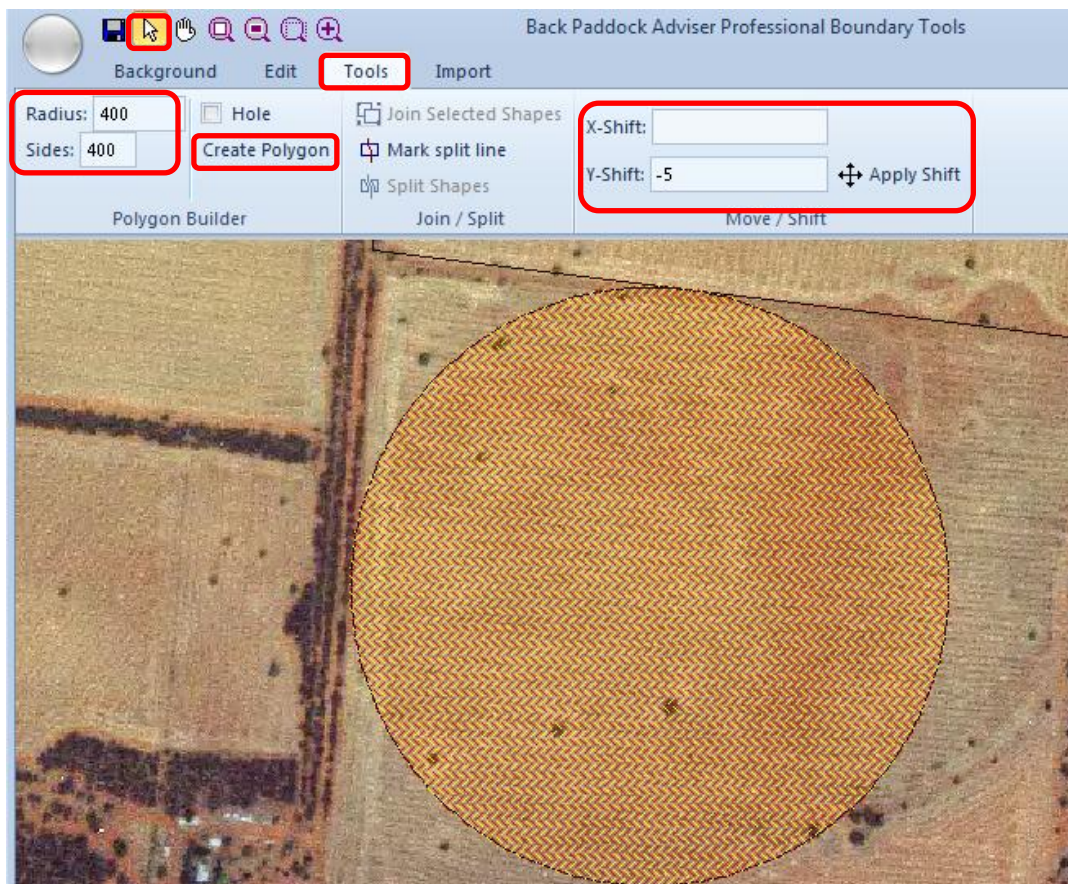 Back Paddock Adviser Professional Boundary Tools
Background Edit Tools Import
Radius: 400
Sides: 400
Hole
Create Polygon
Polygon Builder
Join Selected Shapes
Mark split line
Split Shapes
Join / Split
X-Shift:
Y-Shift: -5
Apply Shift
Move / Shift